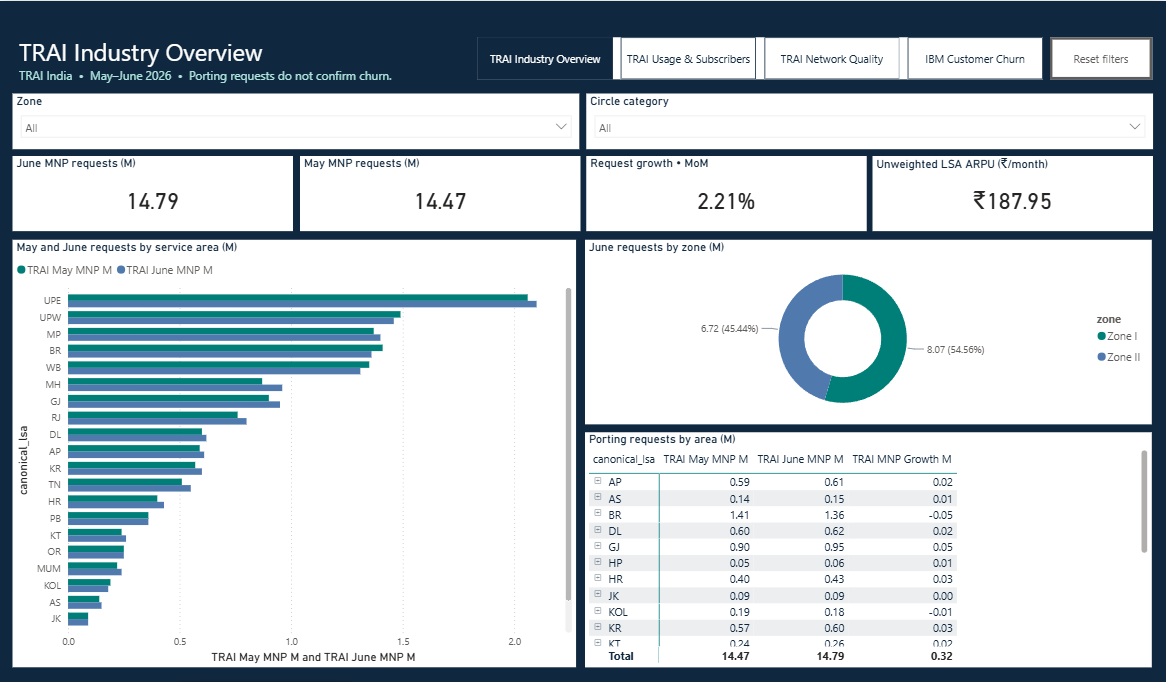 TRAI Industry Overview
TRAI India • May–June 2026 • Porting requests do not confirm churn.
TRAI Industry Overview
TRAI Usage & Subscribers
TRAI Network Quality
IBM Customer Churn
Reset filters
Zone
All
Circle category
All
June MNP requests (M)
14.79
May MNP requests (M)
14.47
Request growth • MoM
2.21%
Unweighted LSA ARPU (₹/month)
₹187.95
May and June requests by service area (M)
TRAI May MNP M TRAI June MNP M
canonical_lsa
UPE
UPW
MP
BR
WB
MH
GJ
RJ
DL
AP
KR
TN
HR
PB
KT
OR
MUM
KOL
AS
JK
0.0 0.5 1.0 1.5 2.0
TRAI May MNP M and TRAI June MNP M
June requests by zone (M)
6.72 (45.44%)
8.07 (54.56%)
zone
Zone I
Zone II
Porting requests by area (M)
canonical_lsa TRAI May MNP M TRAI June MNP M TRAI MNP Growth M
AP 0.59 0.61 0.02
AS 0.14 0.15 0.01
BR 1.41 1.36 -0.05
DL 0.60 0.62 0.02
GJ 0.90 0.95 0.05
HP 0.05 0.06 0.01
HR 0.40 0.43 0.03
JK 0.09 0.09 0.00
KOL 0.19 0.18 -0.01
KR 0.57 0.60 0.03
KT 0.24 0.26 0.02
Total 14.47 14.79 0.32